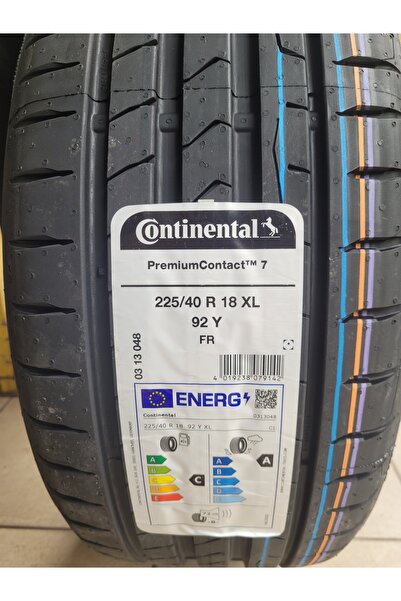 Continental
PremiumContact™ 7
225/40 R 18 XL
92 Y
FR
03 13 048
4 019238 079142
ENERG
Continental
0313048
225/40 R 18 92 Y XL
C1
A
B
C
D
E
C
A
B
C
D
E
A